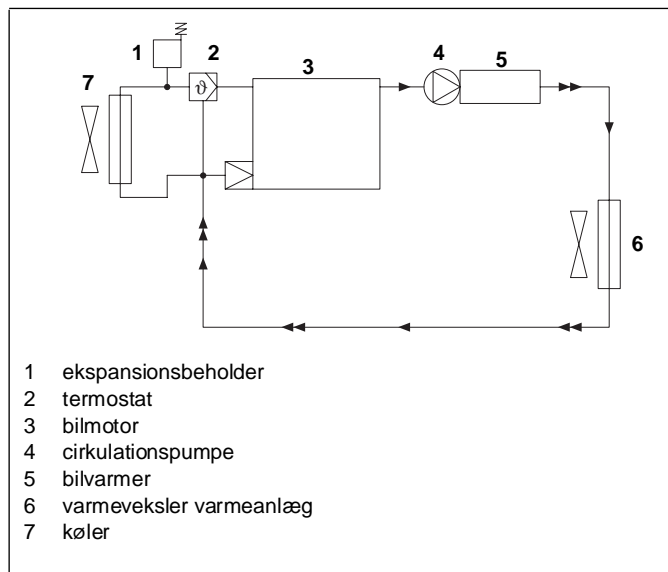 1
2
3
4
5
7
ϑ
6
1 ekspansionsbeholder
2 termostat
3 bilmotor
4 cirkulationspumpe
5 bilvarmer
6 varmeveksler varmeanlæg
7 køler